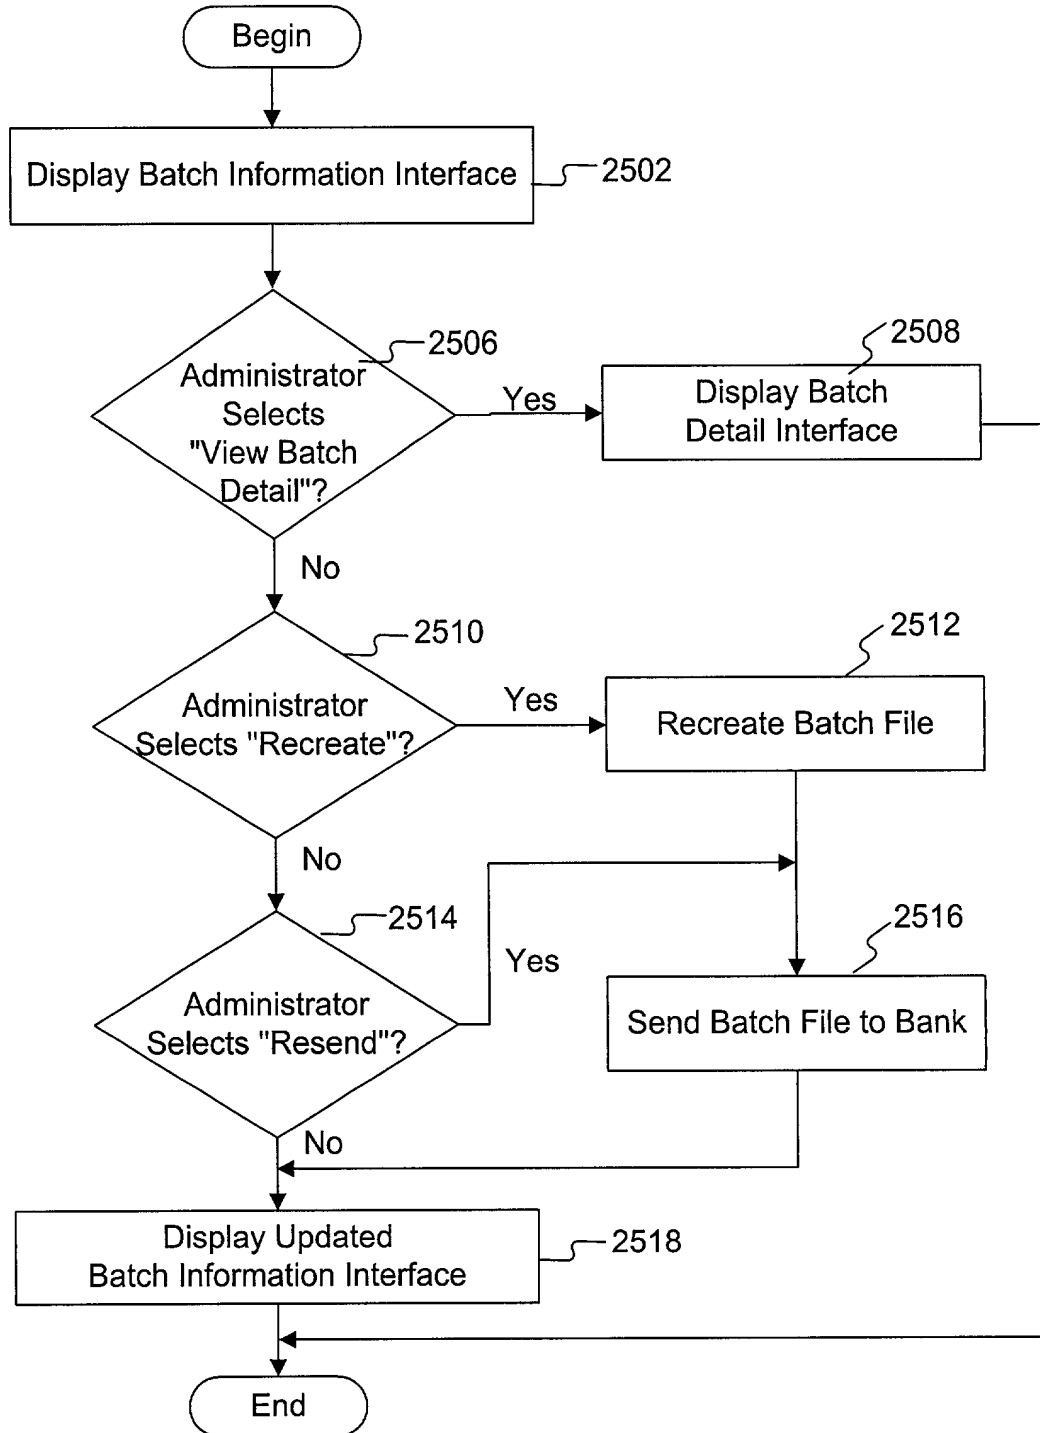 Begin
Display Batch Information Interface
2502
2506
Administrator
Selects
"View Batch
Detail"?
Yes
2508
Display Batch
Detail Interface
No
2510
Administrator
Selects "Recreate"?
Yes
2512
Recreate Batch File
No
2514
Administrator
Selects "Resend"?
Yes
2516
Send Batch File to Bank
No
Display Updated
Batch Information Interface
2518
End